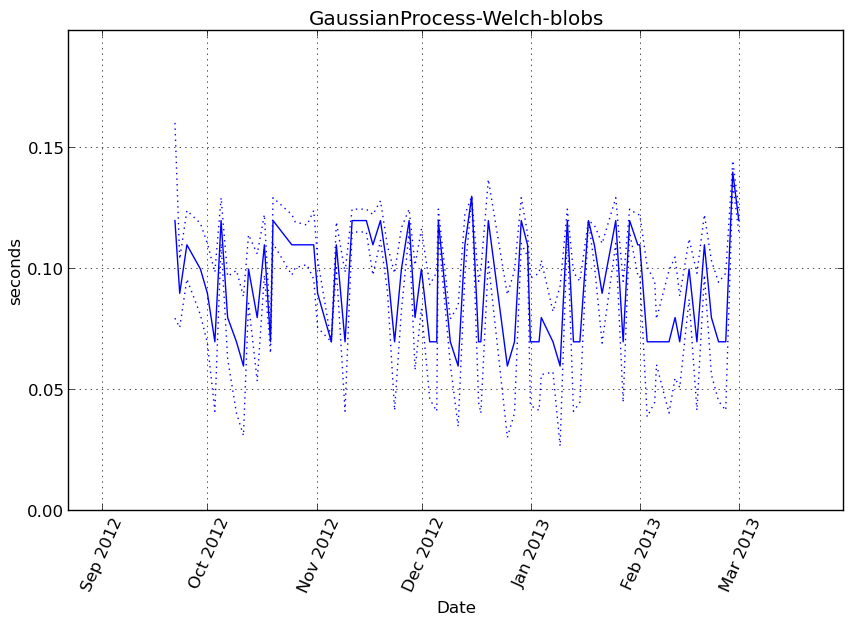 GaussianProcess-Welch-blobs
0.15
0.10
0.05
0.00
seconds
Sep 2012
Oct 2012
Nov 2012
Dec 2012
Jan 2013
Feb 2013
Mar 2013
Date